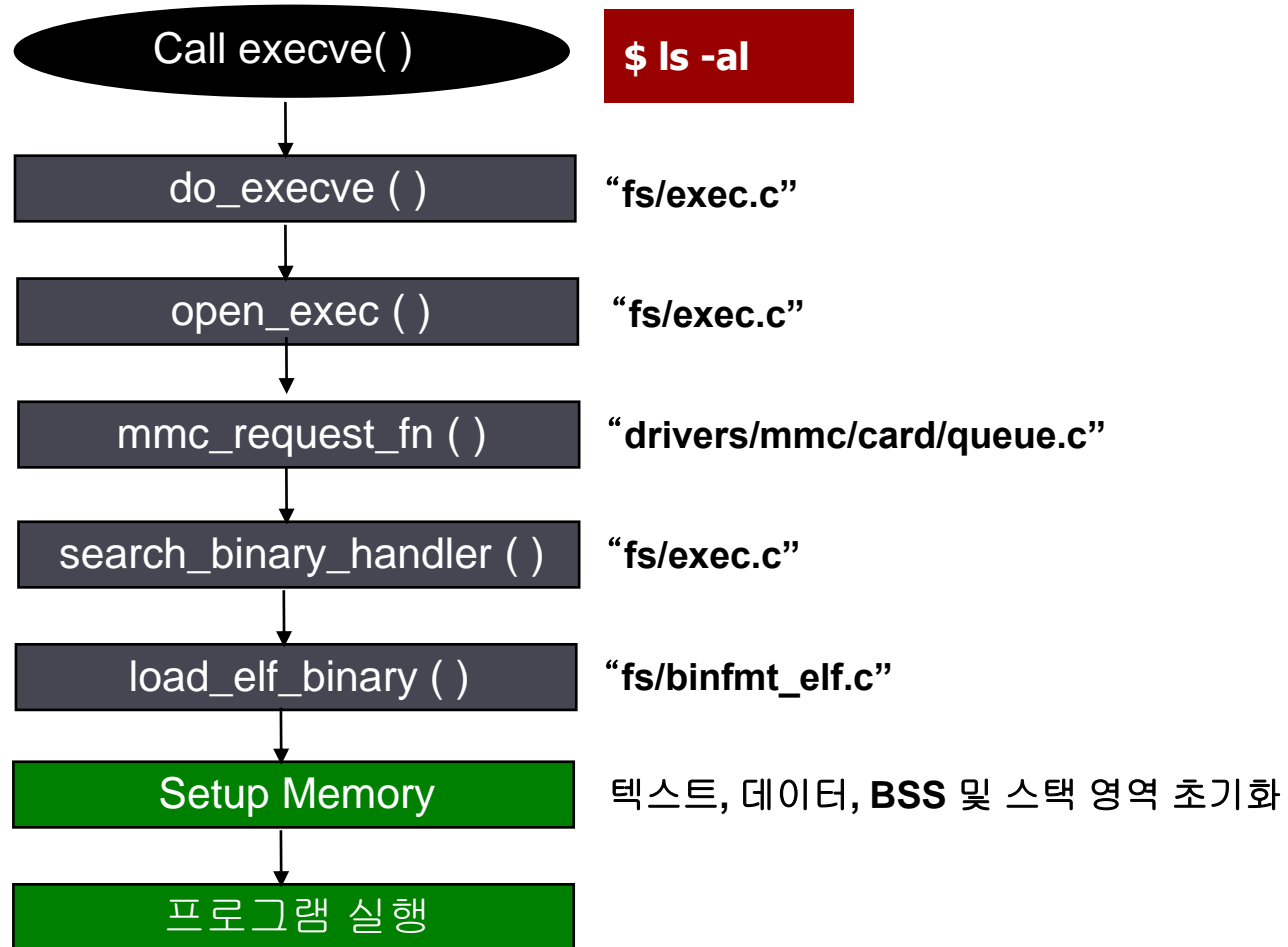 Call execve( )
$ ls -al
do_execve ( )
“fs/exec.c”
open_exec ( )
“fs/exec.c”
mmc_request_fn ( )
“drivers/mmc/card/queue.c”
search_binary_handler ( )
“fs/exec.c”
load_elf_binary ( )
“fs/binfmt_elf.c”
Setup Memory
텍스트, 데이터, BSS 및 스택 영역 초기화
프로그램 실행